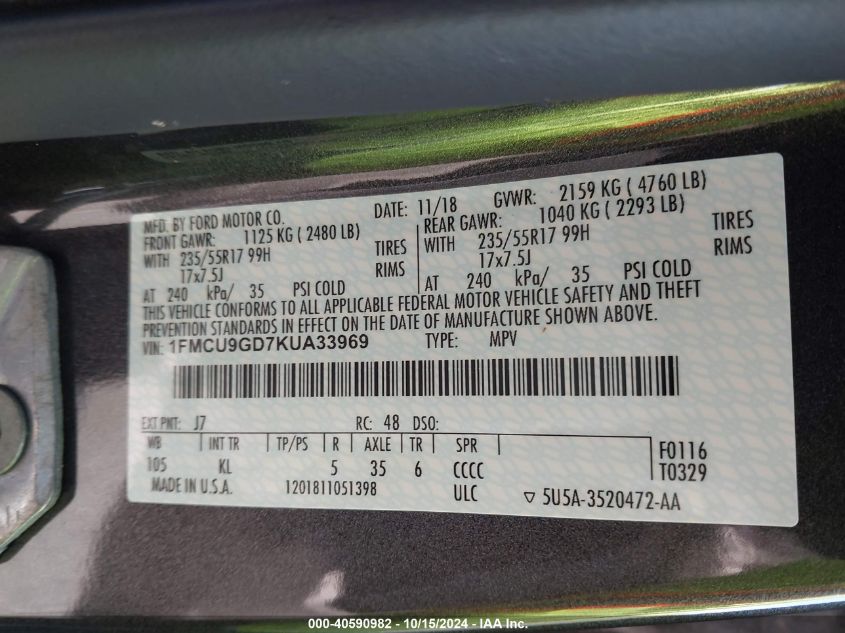 MFD. BY FORD MOTOR CO. DATE: 11/18 GVWR: 2159 KG ( 4760 LB)
FRONT GAWR: 1125 KG ( 2480 LB) REAR GAWR: 1040 KG ( 2293 LB)
WITH 235/55R17 99H TIRES WITH 235/55R17 99H TIRES
17x7.5J RIMS 17x7.5J RIMS
AT 240 kPa/ 35 PSI COLD AT 240 kPa/ 35 PSI COLD
THIS VEHICLE CONFORMS TO ALL APPLICABLE FEDERAL MOTOR VEHICLE SAFETY AND THEFT
PREVENTION STANDARDS IN EFFECT ON THE DATE OF MANUFACTURE SHOWN ABOVE.
VIN: 1FMCU9GD7KUA33969 TYPE: MPV
EXT PNT: J7 RC: 48 DSO:
WB INT TR TP/PS R AXLE TR SPR F0116
105 KL 5 35 6 CCCC T0329
MADE IN U.S.A. 1201811051398 ULC ▽ 5U5A-3520472-AA
000-40590982 - 10/15/2024 - IAA Inc.